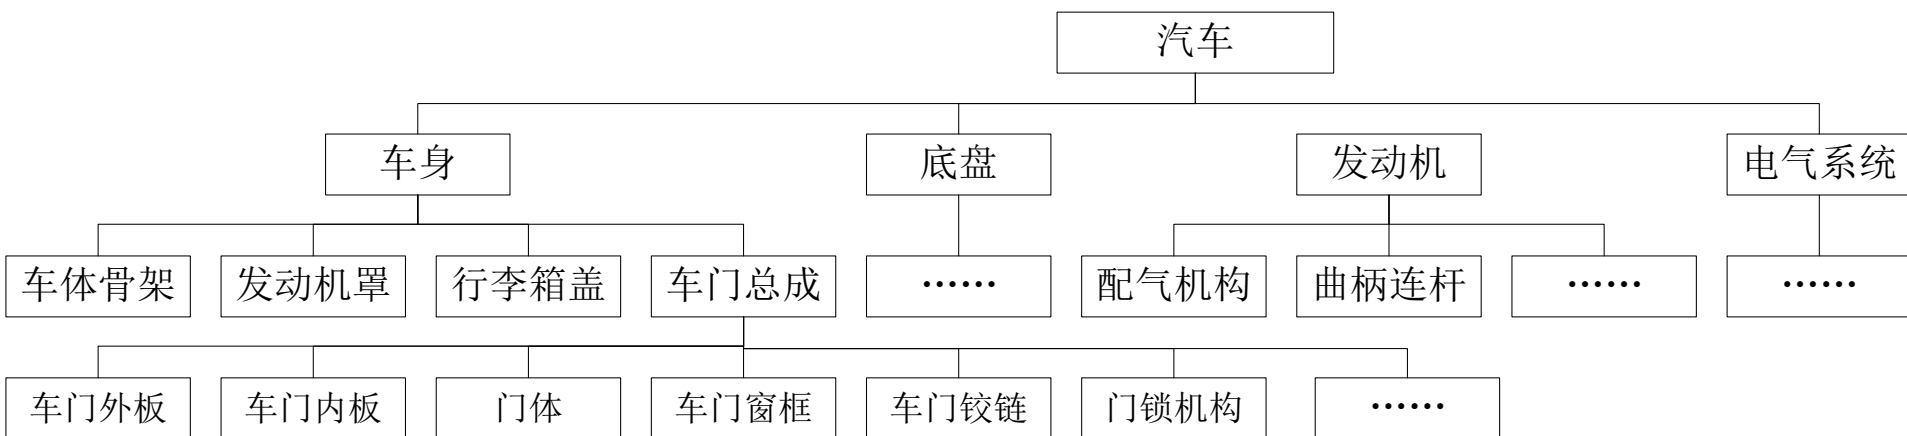 汽车
车身 底盘 发动机 电气系统
车体骨架 发动机罩 行李箱盖 车门总成 …… 配气机构 曲柄连杆 …… ……
车门外板 车门内板 门体 车门窗框 车门铰链 门锁机构 ……